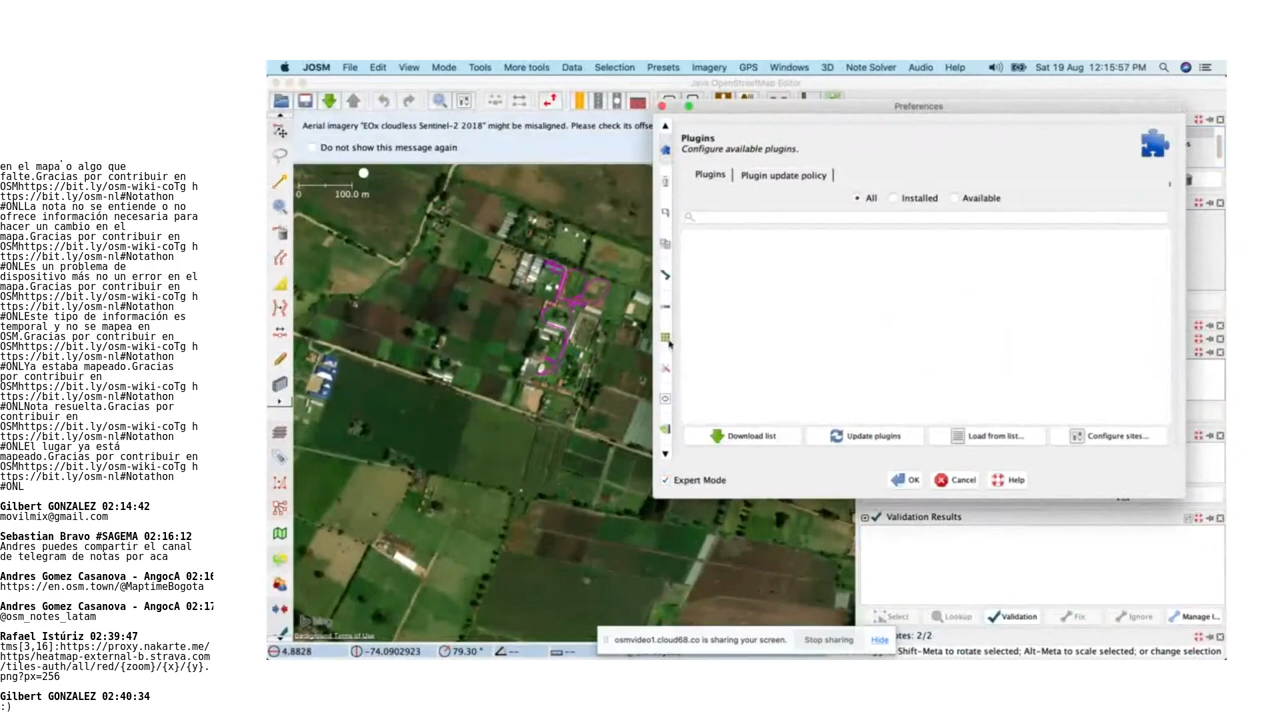 en el mapa o algo que
falte.Gracias por contribuir en
OSMhttps://bit.ly/osm-wiki-coTg h
ttps://bit.ly/osm-nl#Notathon
#ONLLa nota no se entiende o no
ofrece información necesaria para
hacer un cambio en el
mapa.Gracias por contribuir en
OSMhttps://bit.ly/osm-wiki-coTg h
ttps://bit.ly/osm-nl#Notathon
#ONLEs un problema de
dispositivo más no un error en el
mapa.Gracias por contribuir en
OSMhttps://bit.ly/osm-wiki-coTg h
ttps://bit.ly/osm-nl#Notathon
#ONLEste tipo de información es
temporal y no se mapea en
OSM.Gracias por contribuir en
OSMhttps://bit.ly/osm-wiki-coTg h
ttps://bit.ly/osm-nl#Notathon
#ONLYa estaba mapeado.Gracias
por contribuir en
OSMhttps://bit.ly/osm-wiki-coTg h
ttps://bit.ly/osm-nl#Notathon
#ONLNota resuelta.Gracias por
contribuir en
OSMhttps://bit.ly/osm-wiki-coTg h
ttps://bit.ly/osm-nl#Notathon
#ONLEl lugar ya está
mapeado.Gracias por contribuir en
OSMhttps://bit.ly/osm-wiki-coTg h
ttps://bit.ly/osm-nl#Notathon
#ONL
Gilbert GONZALEZ 02:14:42
movilmix@gmail.com
Sebastian Bravo #SAGEMA 02:16:12
Andres puedes compartir el canal
de telegram de notas por aca
Andres Gomez Casanova - AngocA 02:16
https://en.osm.town/@MaptimeBogota
Andres Gomez Casanova - AngocA 02:17
@osm_notes_latam
Rafael Istúriz 02:39:47
tms[3,16]:https://proxy.nakarte.me/
https/heatmap-external-b.strava.com
/tiles-auth/all/red/{zoom}/{x}/{y}.
png?px=256
Gilbert GONZALEZ 02:40:34
:)
JOSM File Edit View Mode Tools More tools Data Selection Presets Imagery GPS Windows 3D Note Solver Audio Help Sat 19 Aug 12:15:57 PM
Java OpenStreetMap Editor
Aerial imagery "EOx cloudless Sentinel-2 2018" might be misaligned. Please check its offse
Do not show this message again
0 100.0 m
Preferences
Plugins
Configure available plugins.
Plugins Plugin update policy
All Installed Available
Download list Update plugins Load from list... Configure sites...
Expert Mode OK Cancel Help
Validation Results
Select Lookup Validation Fix Ignore Manage l...
bing
Background Terms of Use
osmvideo1.cloud68.co is sharing your screen. Stop sharing Hide
otes: 2/2
4.8828 -74.0902923 79.30 ° -- --
Shift-Meta to rotate selected; Alt-Meta to scale selected; or change selection